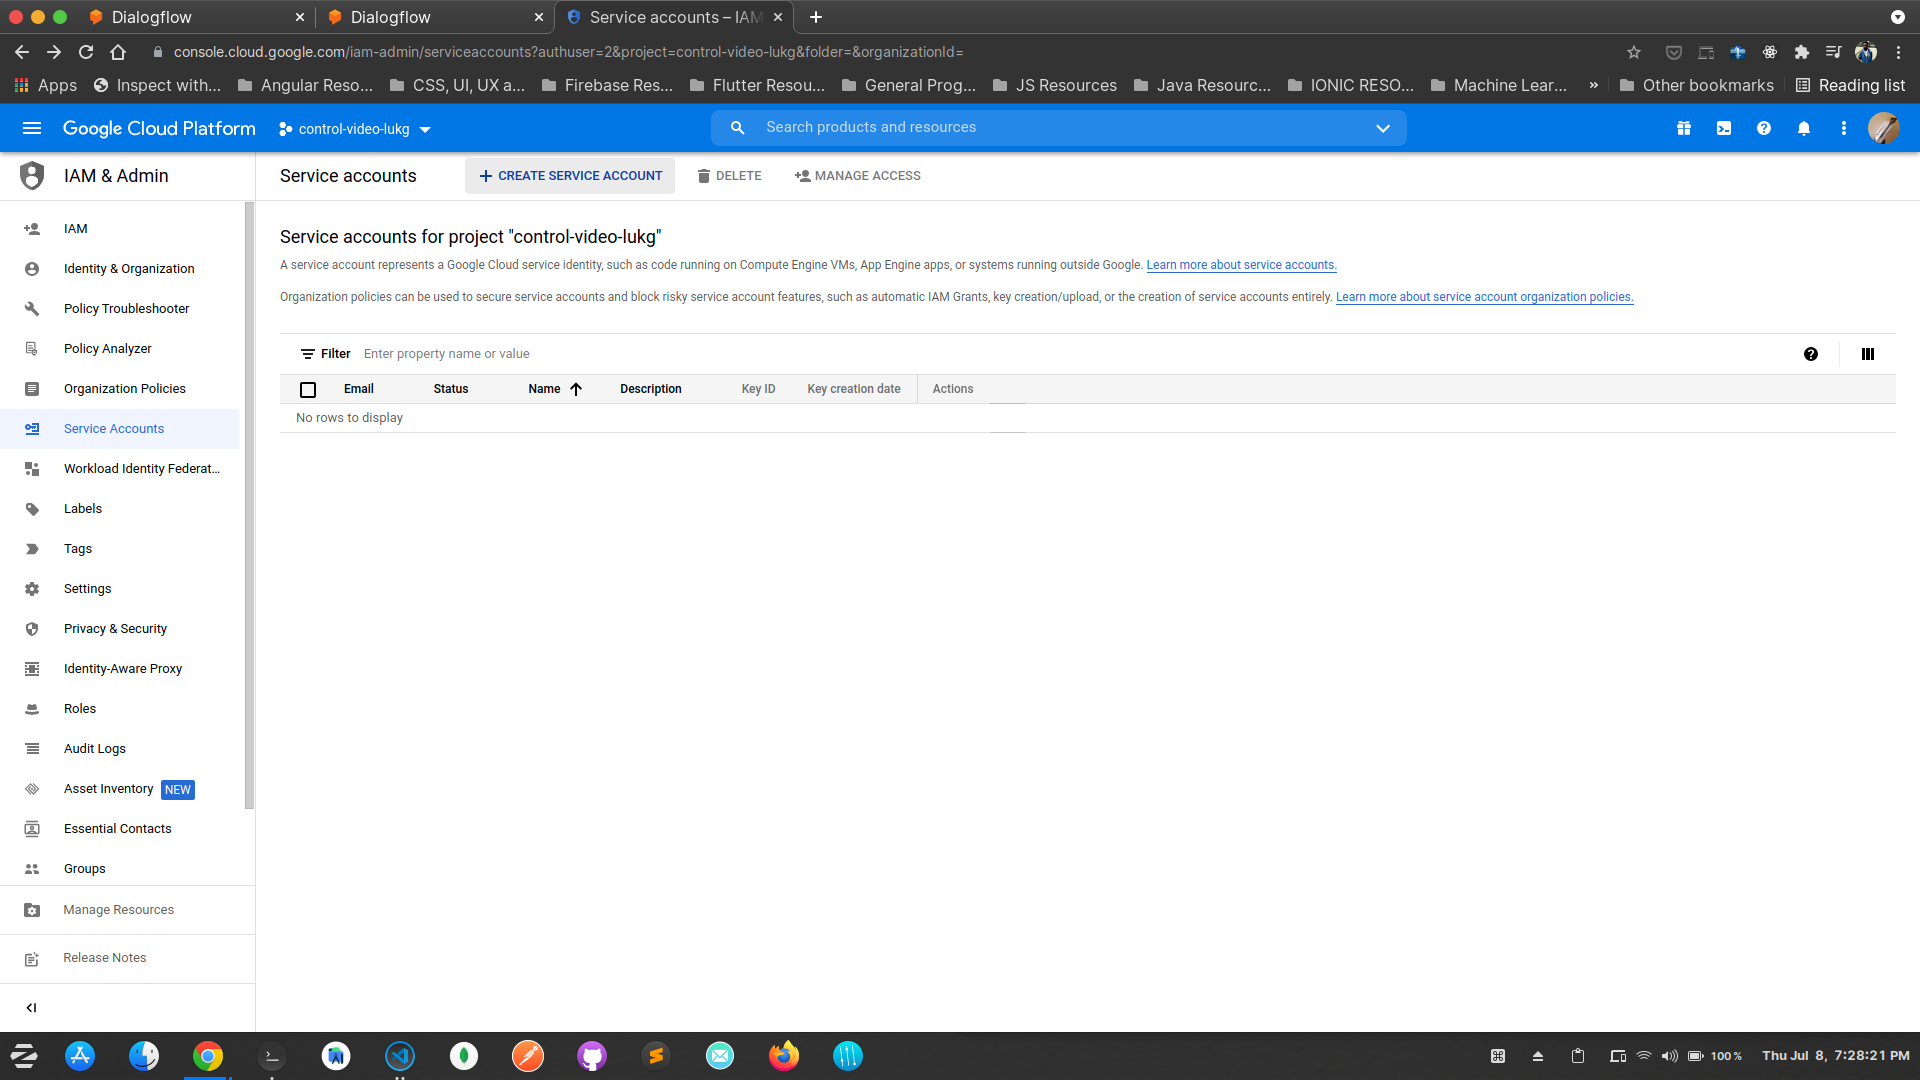 Dialogflow
Dialogflow
Service accounts – IAM
console.cloud.google.com/iam-admin/serviceaccounts?authuser=2&project=control-video-lukg&folder=&organizationId=
Apps
Inspect with...
Angular Reso...
CSS, UI, UX a...
Firebase Res...
Flutter Resou...
General Prog...
JS Resources
Java Resourc...
IONIC RESO...
Machine Lear...
»
Other bookmarks
Reading list
Google Cloud Platform
control-video-lukg
Search products and resources
IAM & Admin
Service accounts
CREATE SERVICE ACCOUNT
DELETE
MANAGE ACCESS
IAM
Identity & Organization
Policy Troubleshooter
Policy Analyzer
Organization Policies
Service Accounts
Workload Identity Federat...
Labels
Tags
Settings
Privacy & Security
Identity-Aware Proxy
Roles
Audit Logs
Asset Inventory NEW
Essential Contacts
Groups
Manage Resources
Release Notes
Service accounts for project "control-video-lukg"
A service account represents a Google Cloud service identity, such as code running on Compute Engine VMs, App Engine apps, or systems running outside Google. Learn more about service accounts.
Organization policies can be used to secure service accounts and block risky service account features, such as automatic IAM Grants, key creation/upload, or the creation of service accounts entirely. Learn more about service account organization policies.
Filter Enter property name or value
Email Status Name Description Key ID Key creation date Actions
No rows to display
100 %
Thu Jul 8, 7:28:21 PM